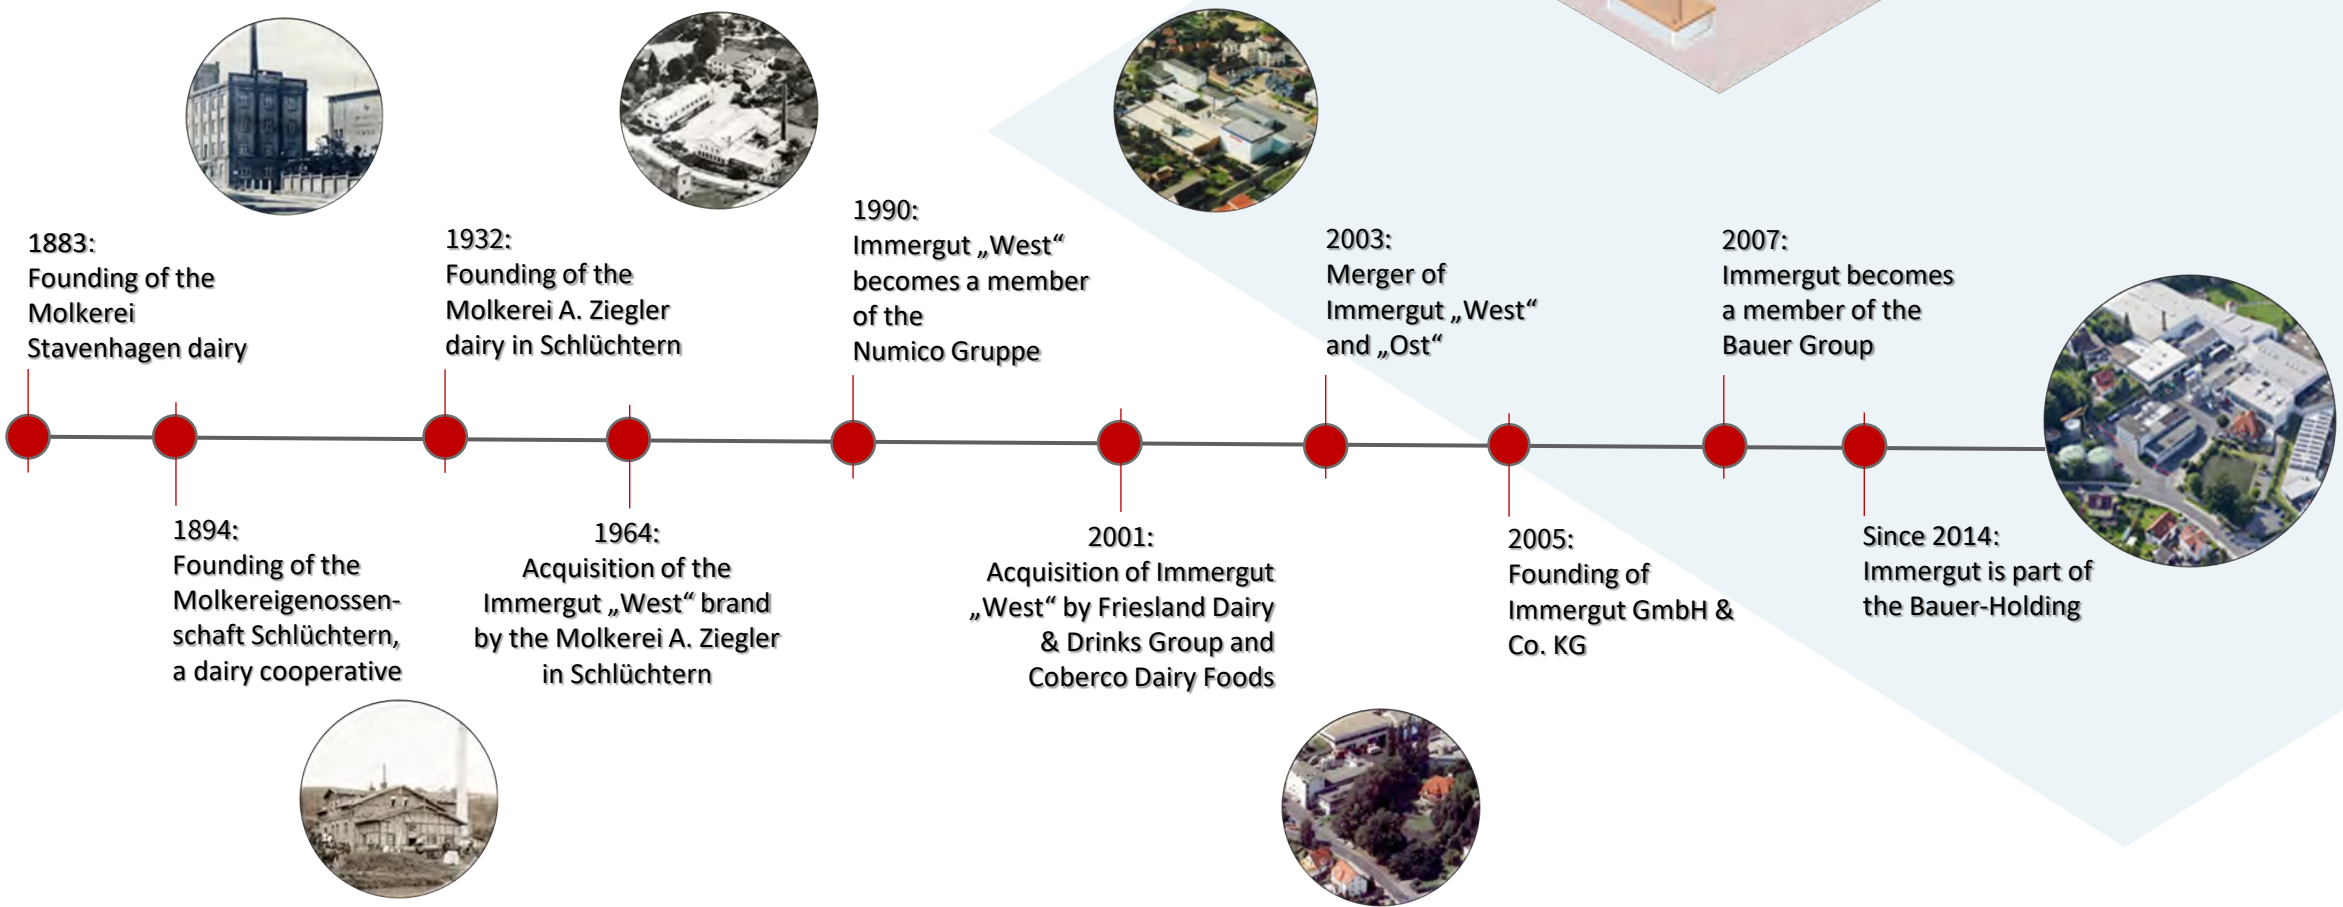 1883:
Founding of the
Molkerei
Stavenhagen dairy
1894:
Founding of the
Molkereigenossen-
schaft Schlüchtern,
a dairy cooperative
1932:
Founding of the
Molkerei A. Ziegler
dairy in Schlüchtern
1964:
Acquisition of the
Immergut „West“ brand
by the Molkerei A. Ziegler
in Schlüchtern
1990:
Immergut „West“
becomes a member
of the
Numico Gruppe
2001:
Acquisition of Immergut
„West“ by Friesland Dairy
& Drinks Group and
Coberco Dairy Foods
2003:
Merger of
Immergut „West“
and „Ost“
2005:
Founding of
Immergut GmbH &
Co. KG
2007:
Immergut becomes
a member of the
Bauer Group
Since 2014:
Immergut is part of
the Bauer-Holding